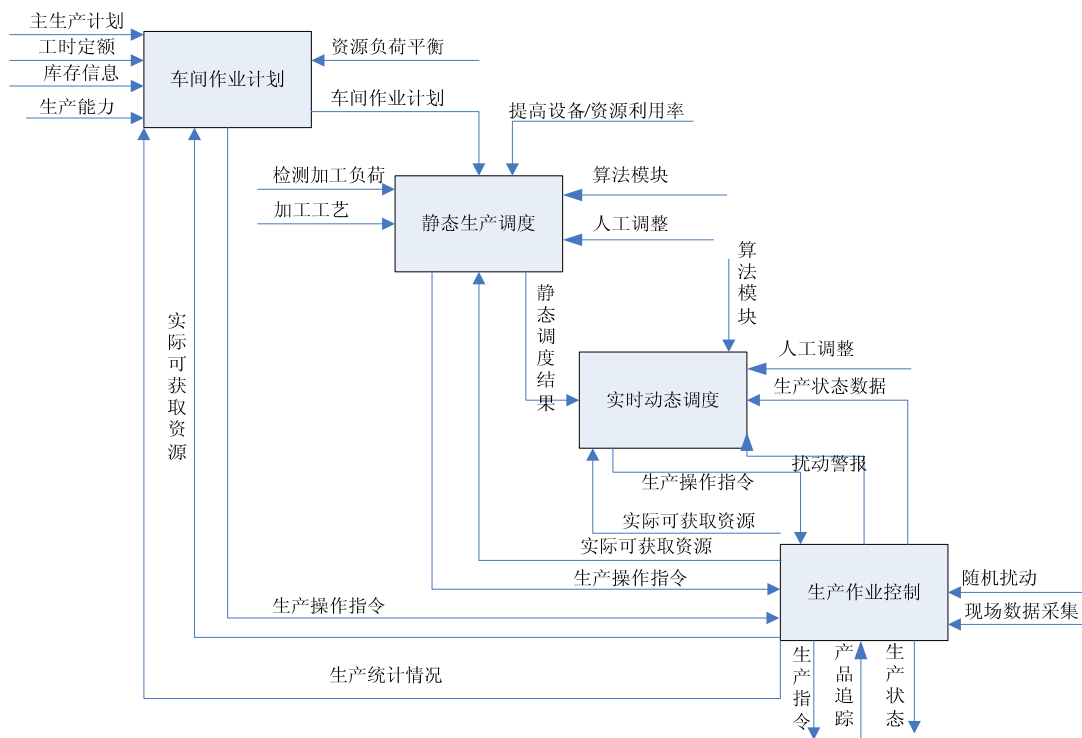 主生产计划
工时定额
库存信息
生产能力
车间作业计划
资源负荷平衡
车间作业计划
提高设备/资源利用率
检测加工负荷
加工工艺
静态生产调度
算法模块
人工调整
算法模块
静态调度结果
实际可获取资源
实时动态调度
人工调整
生产状态数据
扰动警报
生产操作指令
实际可获取资源
实际可获取资源
生产操作指令
生产操作指令
生产作业控制
随机扰动
现场数据采集
生产统计情况
生产指令
产品追踪
生产状态